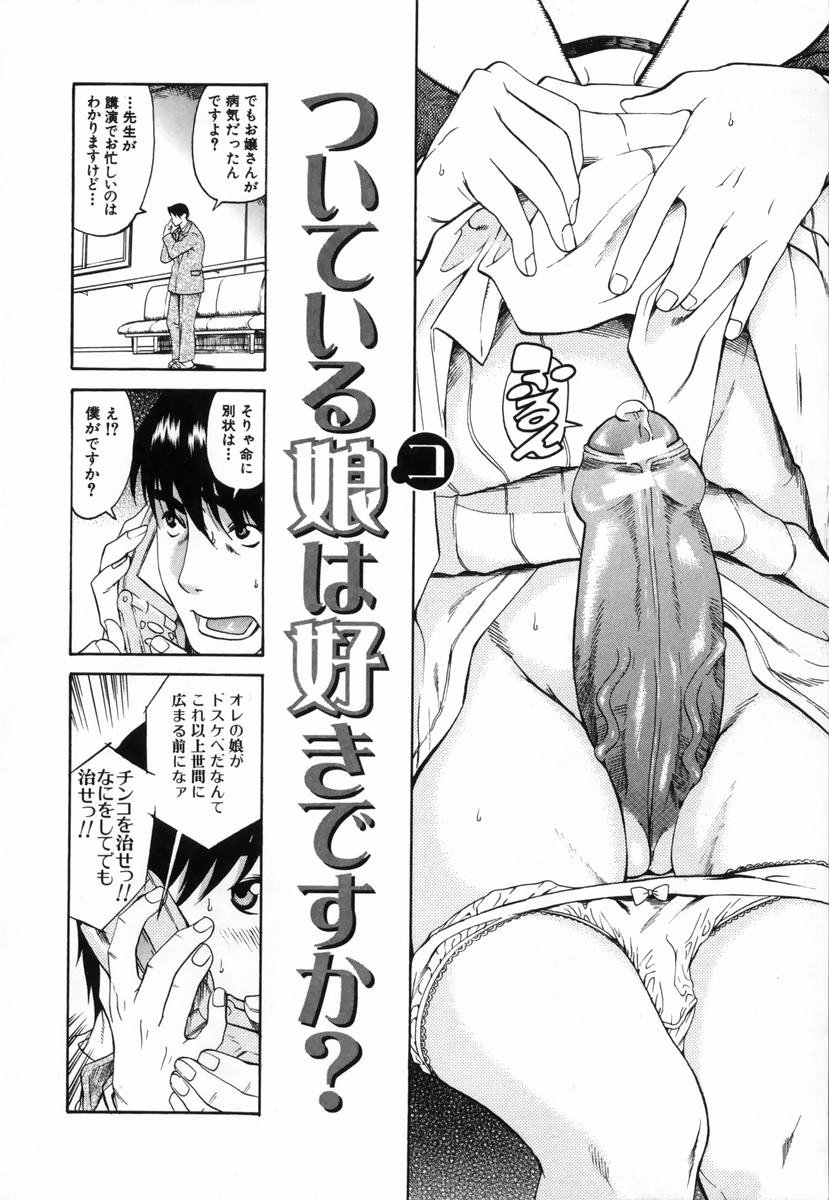 ついている娘は好きですか?
コ
ぶるん
でもお嬢さんが
病気だったん
ですよ?
…先生が
講演でお忙しいのは
わかりますけど…
そりゃ命に
別状は…
え!?
僕がですか?
オレの娘が
ドスケベだなんて
これ以上世間に
広まる前になァ
チンコを治せっ!!
なにをしてでも
治せっ!!